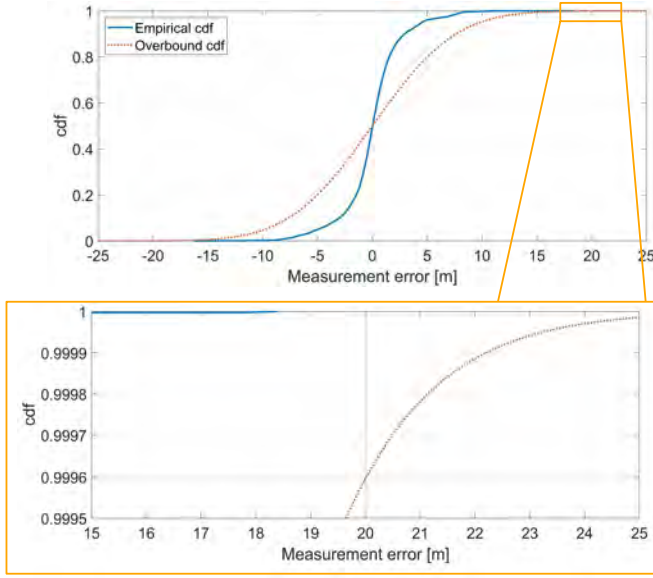 1
0.8
0.6
0.4
0.2
0
cdf
Empirical cdf
Overbound cdf
-25 -20 -15 -10 -5 0 5 10 15 20 25
Measurement error [m]
1
0.9999
0.9998
0.9997
0.9996
0.9995
cdf
15 16 17 18 19 20 21 22 23 24 25
Measurement error [m]